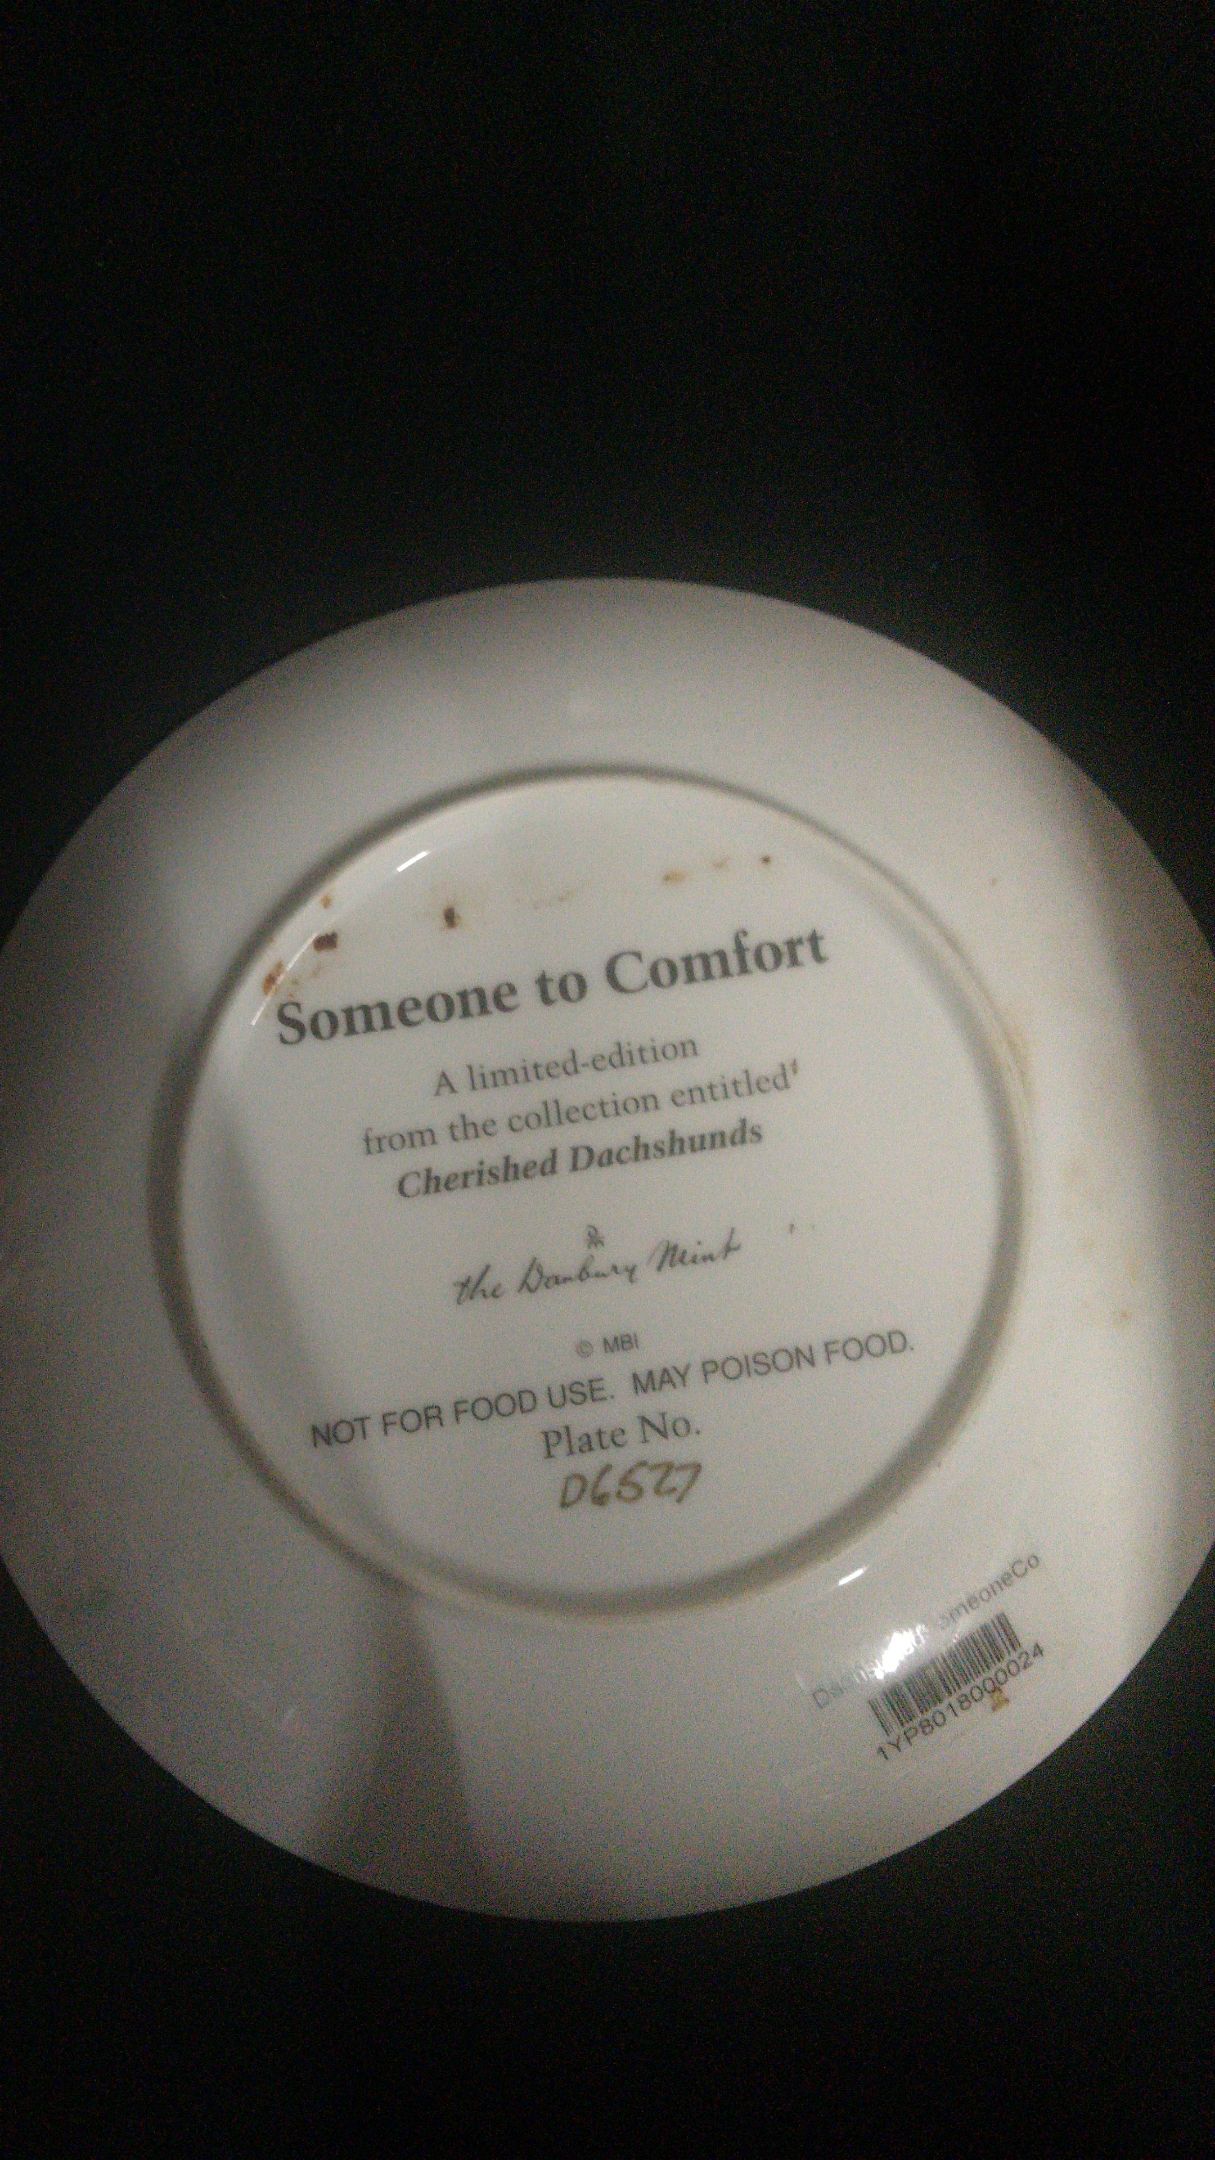 Someone to Comfort
A limited-edition
from the collection entitled
Cherished Dachshunds
the Danbury Mint
© MBI
NOT FOR FOOD USE. MAY POISON FOOD.
Plate No.
D6527
1YP8018000024